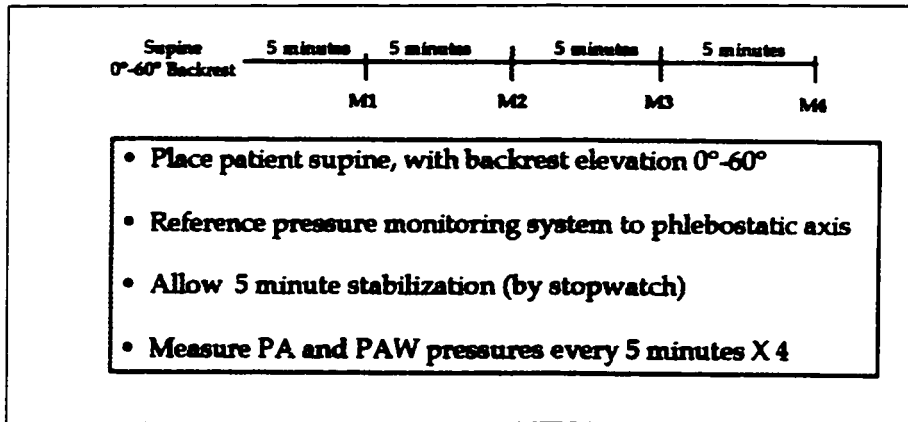 Supine 5 minutes 5 minutes 5 minutes 5 minutes
0°-60° Backrest
M1 M2 M3 M4
• Place patient supine, with backrest elevation 0°-60°
• Reference pressure monitoring system to phlebostatic axis
• Allow 5 minute stabilization (by stopwatch)
• Measure PA and PAW pressures every 5 minutes X 4